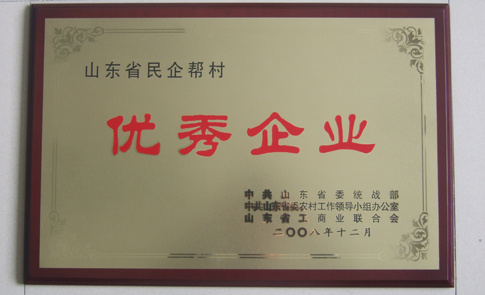 山东省民企帮村
优秀企业
中共山东省委统战部
中共山东省委农村工作领导小组办公室
山东省工商业联合会
二〇〇八年十二月